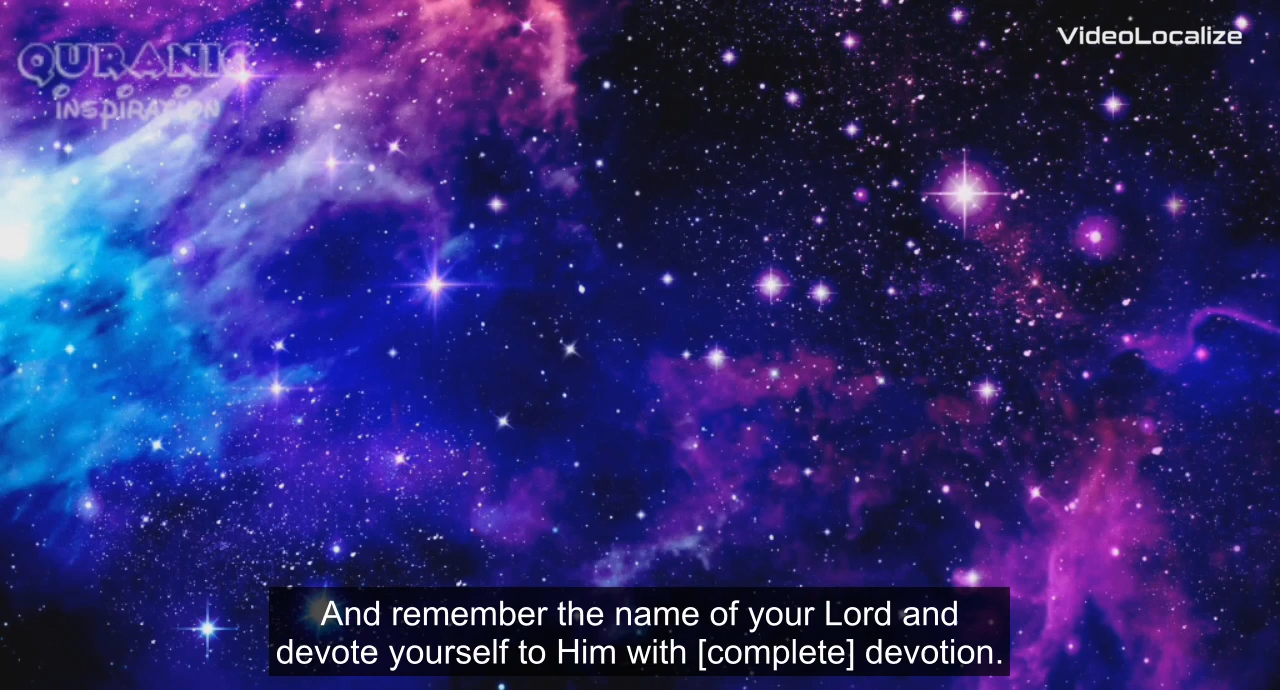 QURANIC
INSPIRATION
VideoLocalize
And remember the name of your Lord and
devote yourself to Him with [complete] devotion.